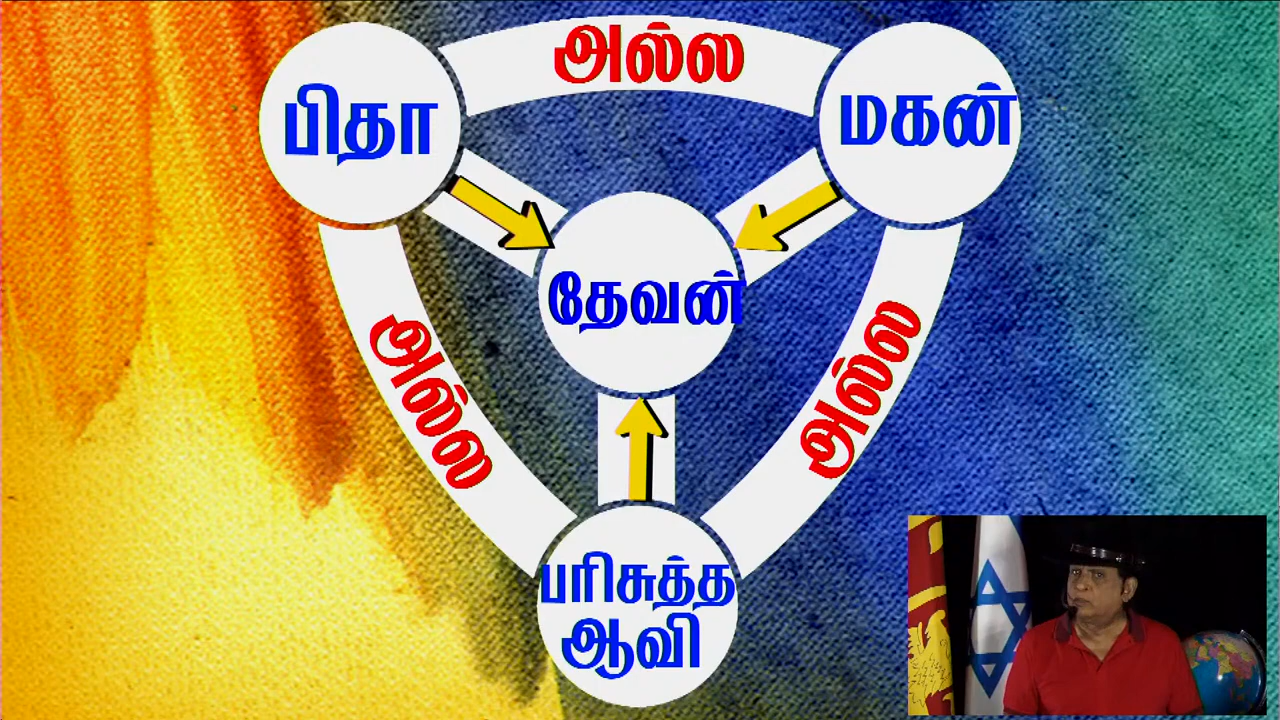 அல்ல
பிதா
மகன்
தேவன்
அல்ல
அல்ல
பரிசுத்த
ஆவி